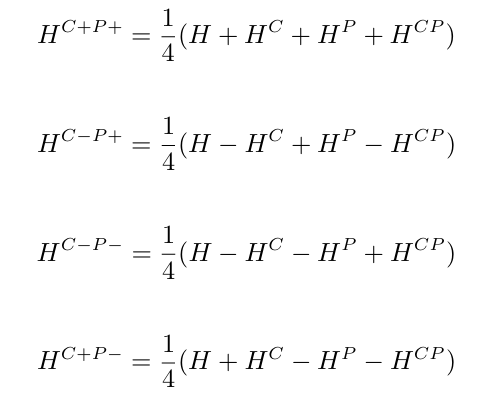 H^{C+P+} = \frac{1}{4}(H + H^C + H^P + H^{CP})
H^{C-P+} = \frac{1}{4}(H - H^C + H^P - H^{CP})
H^{C-P-} = \frac{1}{4}(H - H^C - H^P + H^{CP})
H^{C+P-} = \frac{1}{4}(H + H^C - H^P - H^{CP})